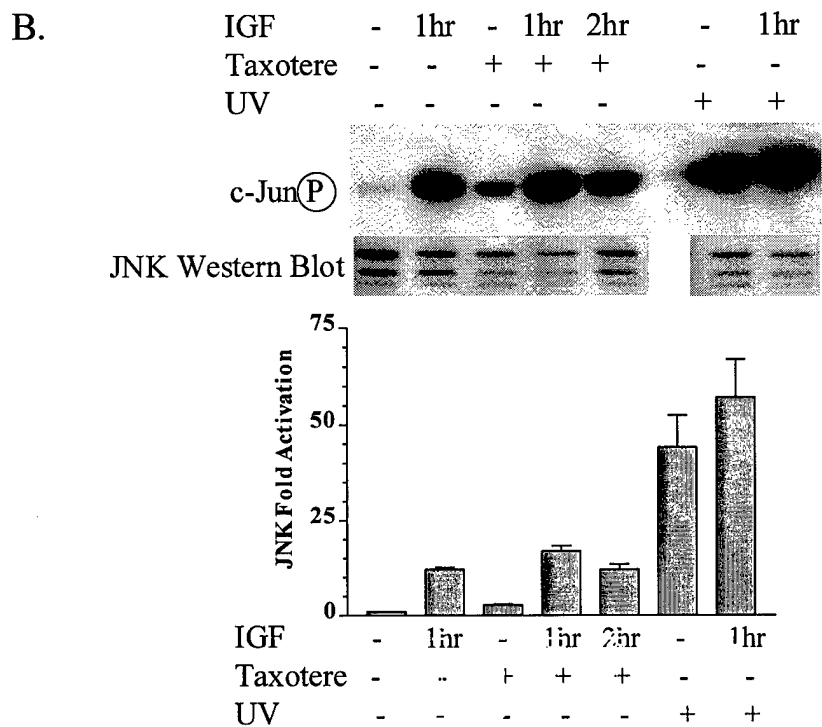 B.
IGF - 1hr - 1hr 2hr - 1hr
Taxotere - - + + + - -
UV - - - - - + +
c-Jun P
JNK Western Blot
75
50
25
0
JNK Fold Activation
IGF - 1hr - 1hr 2hr - 1hr
Taxotere - - + + + - -
UV - - - - - + +